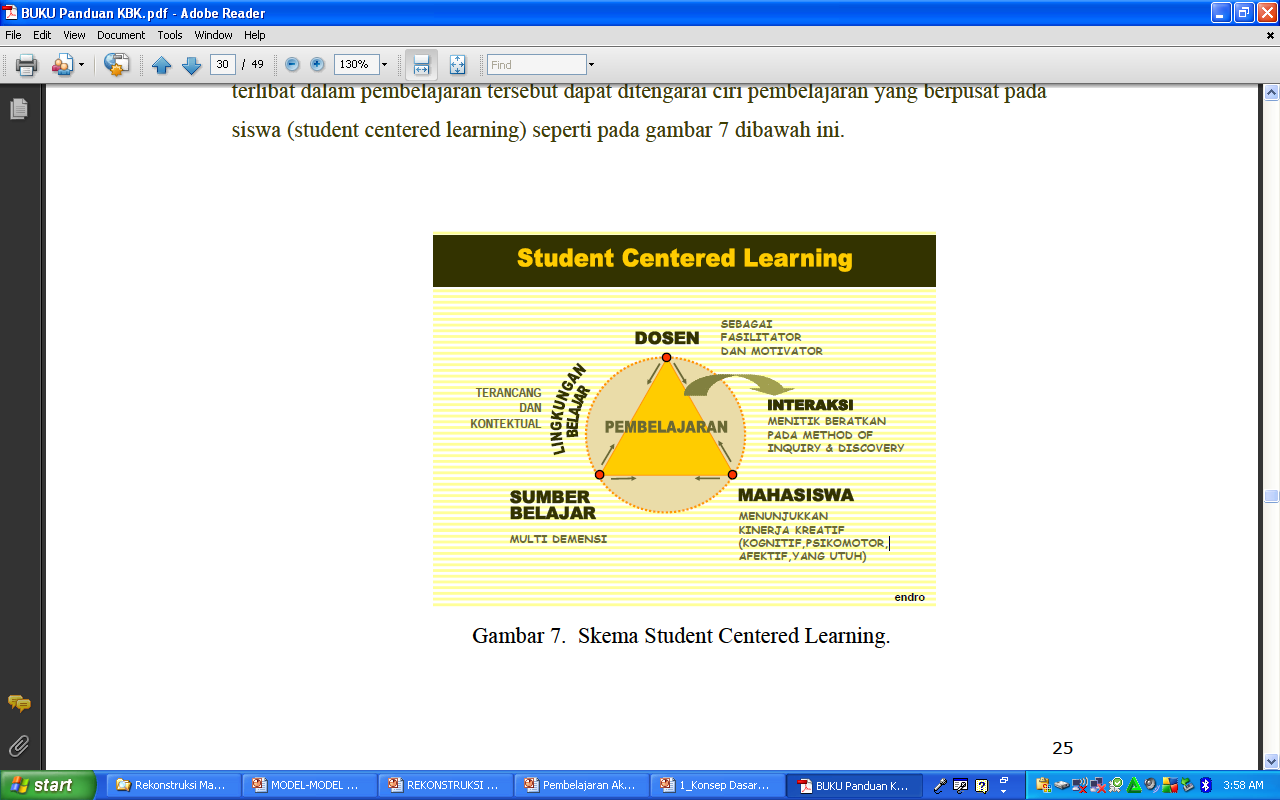 BUKU Panduan KBK.pdf - Adobe Reader
File Edit View Document Tools Window Help
30 / 49 130% Find
terlibat dalam pembelajaran tersebut dapat ditengarai ciri pembelajaran yang berpusat pada
siswa (student centered learning) seperti pada gambar 7 dibawah ini.
Student Centered Learning
DOSEN
SEBAGAI
FASILITATOR
DAN MOTIVATOR
TERANCANG
DAN
KONTEKTUAL
LINGKUNGAN
BELAJAR
PEMBELAJARAN
INTERAKSI
MENITIK BERATKAN
PADA METHOD OF
INQUIRY & DISCOVERY
SUMBER
BELAJAR
MULTI DEMENSI
MAHASISWA
MENUNJUKKAN
KINERJA KREATIF
(KOGNITIF,PSIKOMOTOR,
AFEKTIF,YANG UTUH)
endro
Gambar 7. Skema Student Centered Learning.
25
start Rekonstruksi Ma... MODEL-MODEL ... REKONSTRUKSI ... Pembelajaran Ak... 1_Konsep Dasar... BUKU Panduan K... 3:58 AM